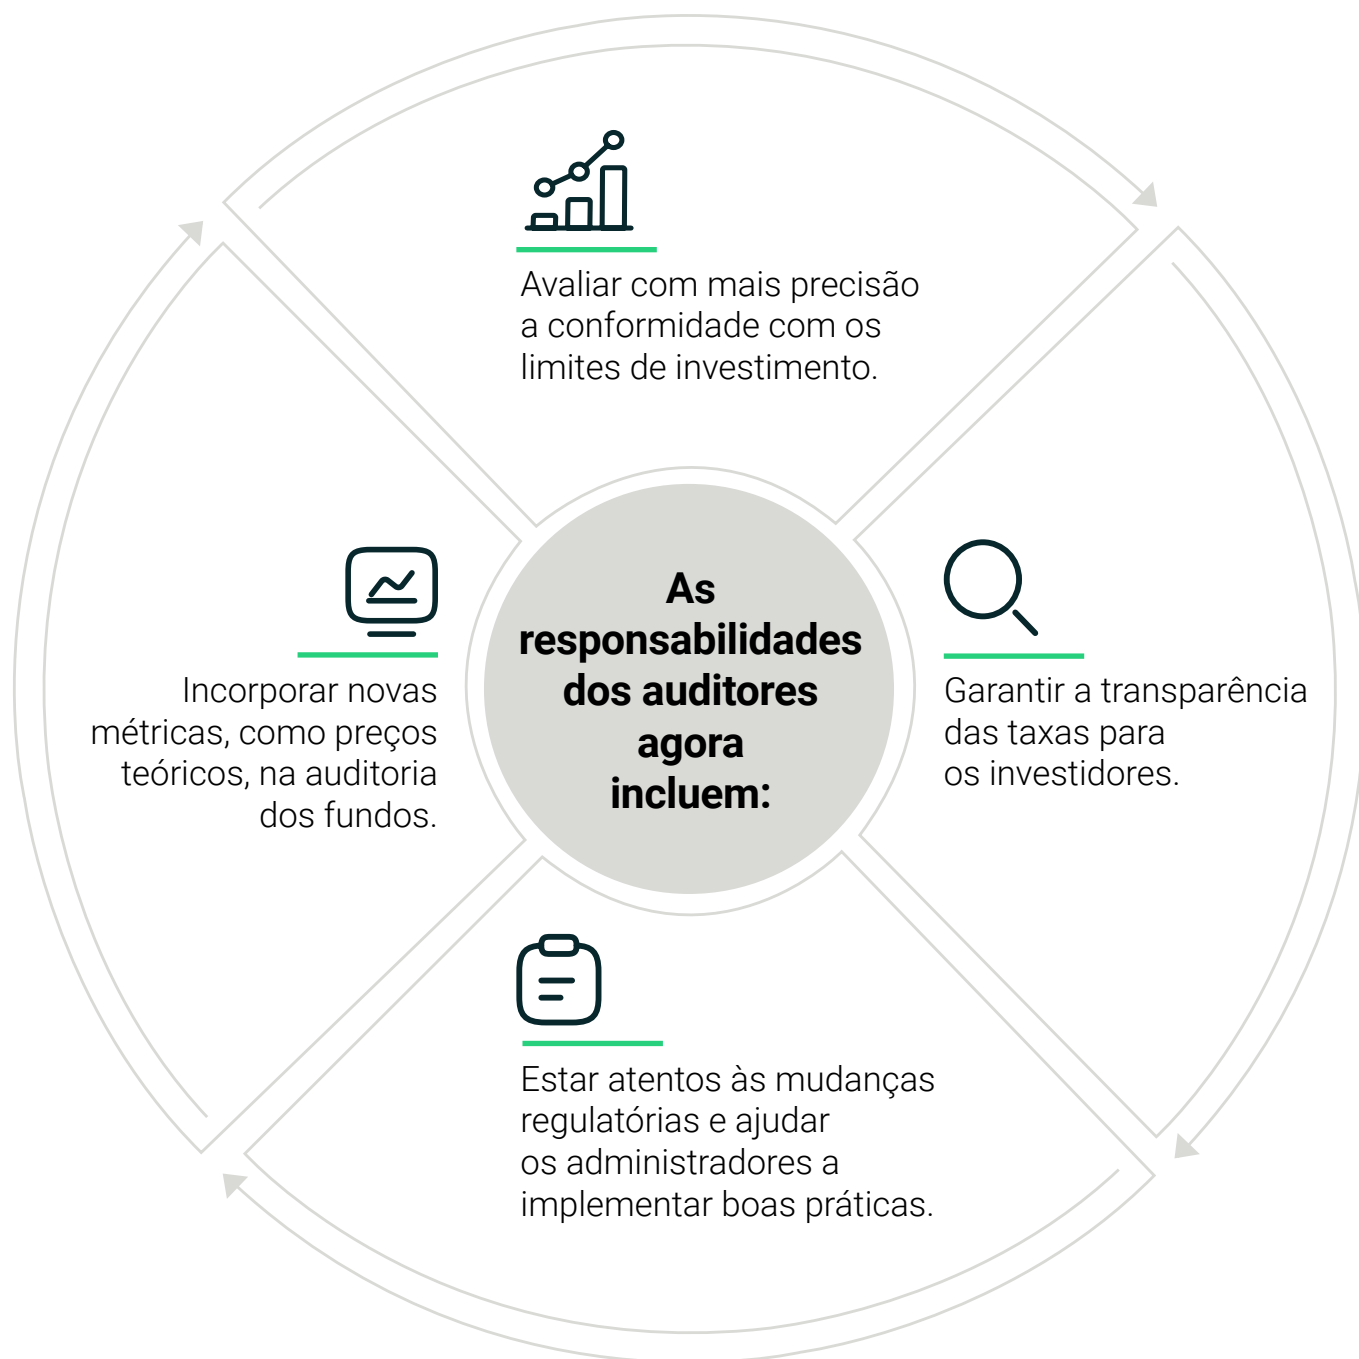 Avaliar com mais precisão
a conformidade com os
limites de investimento.
As
responsabilidades
dos auditores
agora
incluem:
Garantir a transparência
das taxas para
os investidores.
Estar atentos às mudanças
regulatórias e ajudar
os administradores a
implementar boas práticas.
Incorporar novas
métricas, como preços
teóricos, na auditoria
dos fundos.